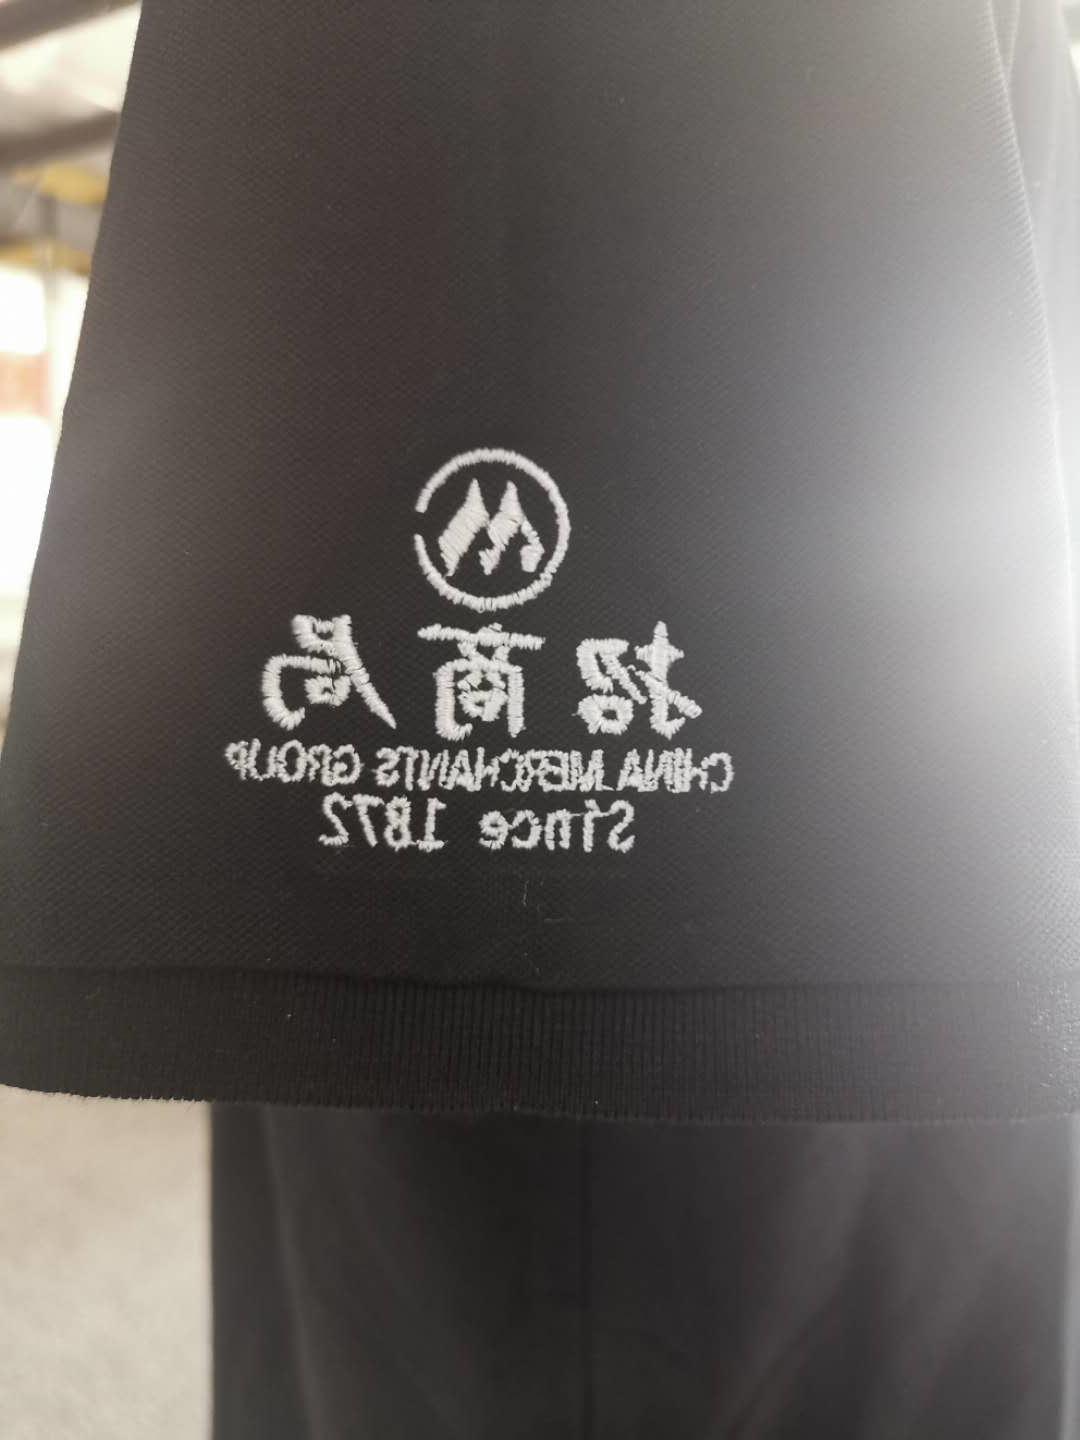 招商局
CHINA MERCHANTS GROUP
Since 1872